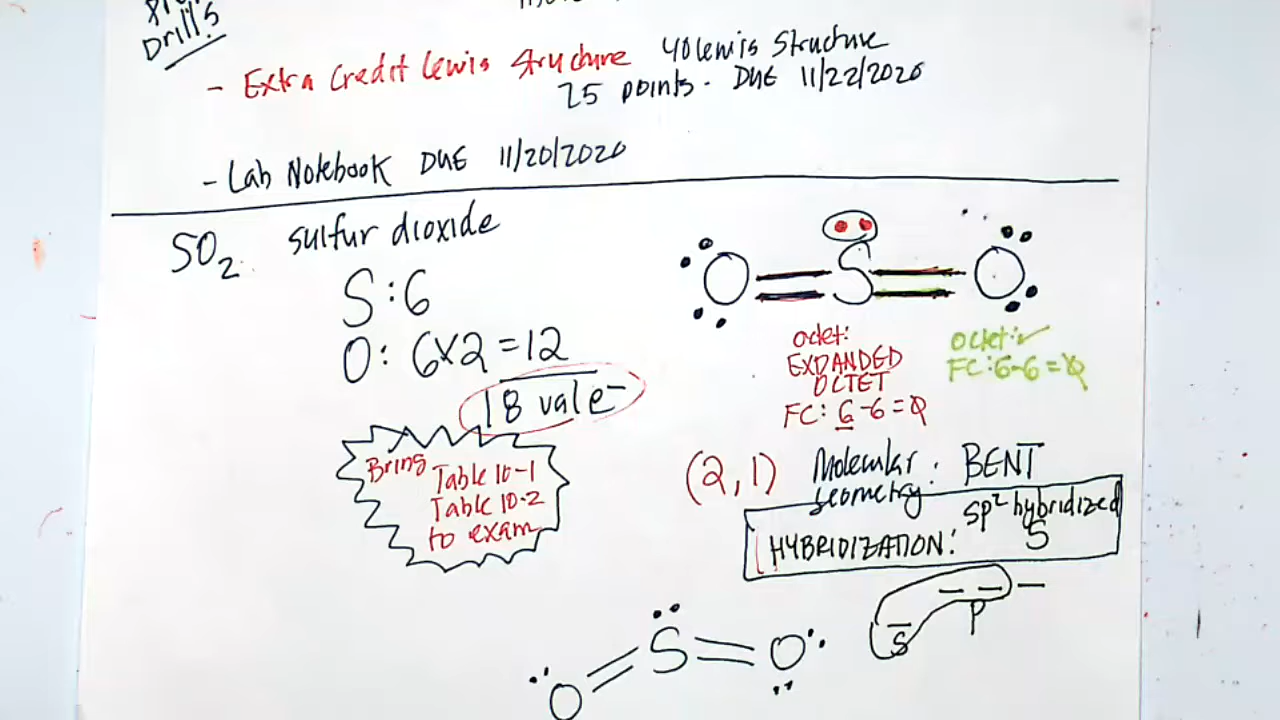 Drills
- Extra Credit Lewis Structure 40 Lewis Structure
25 points. DUE 11/22/2020
- Lab Notebook DUE 11/20/2020
SO2 sulfur dioxide
S:6
O: 6x2=12
18 val e-
Bring Table 10-1
Table 10-2
to exam
O S O
octet:
EXPANDED
OCTET
FC: 6-6=0
octet: ✓
FC:6-6=0
(2,1) Molecular geometry: BENT
HYBRIDIZATION: sp2 hybridized
S
S P
O S O